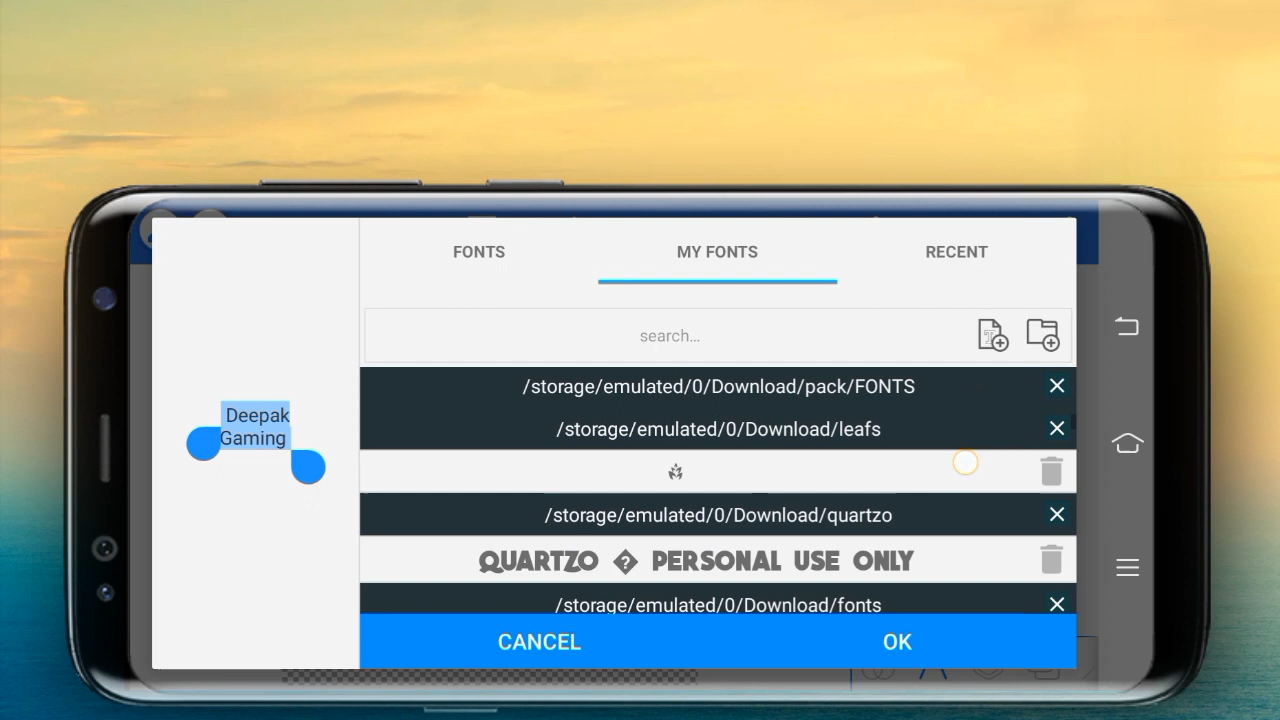 FONTS
MY FONTS
RECENT
search...
Deepak
Gaming
/storage/emulated/0/Download/pack/FONTS
/storage/emulated/0/Download/leafs
/storage/emulated/0/Download/quartzo
QUARTZO � PERSONAL USE ONLY
/storage/emulated/0/Download/fonts
CANCEL
OK